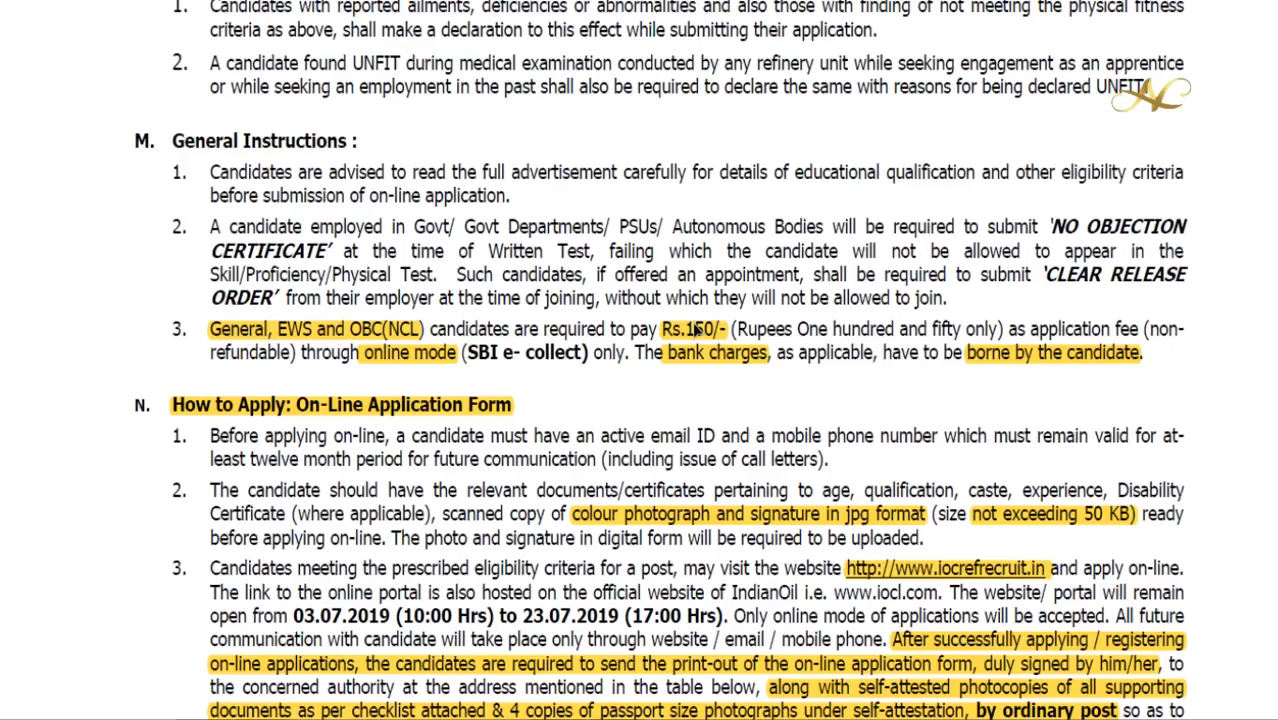 1. Candidates with reported ailments, deficiencies or abnormalities and also those with finding of not meeting the physical fitness
criteria as above, shall make a declaration to this effect while submitting their application.
2. A candidate found UNFIT during medical examination conducted by any refinery unit while seeking engagement as an apprentice
or while seeking an employment in the past shall also be required to declare the same with reasons for being declared UNFIT.
M. General Instructions :
1. Candidates are advised to read the full advertisement carefully for details of educational qualification and other eligibility criteria
before submission of on-line application.
2. A candidate employed in Govt/ Govt Departments/ PSUs/ Autonomous Bodies will be required to submit 'NO OBJECTION
CERTIFICATE' at the time of Written Test, failing which the candidate will not be allowed to appear in the
Skill/Proficiency/Physical Test. Such candidates, if offered an appointment, shall be required to submit 'CLEAR RELEASE
ORDER' from their employer at the time of joining, without which they will not be allowed to join.
3. General, EWS and OBC(NCL) candidates are required to pay Rs.150/- (Rupees One hundred and fifty only) as application fee (non-
refundable) through online mode (SBI e- collect) only. The bank charges, as applicable, have to be borne by the candidate.
N. How to Apply: On-Line Application Form
1. Before applying on-line, a candidate must have an active email ID and a mobile phone number which must remain valid for at-
least twelve month period for future communication (including issue of call letters).
2. The candidate should have the relevant documents/certificates pertaining to age, qualification, caste, experience, Disability
Certificate (where applicable), scanned copy of colour photograph and signature in jpg format (size not exceeding 50 KB) ready
before applying on-line. The photo and signature in digital form will be required to be uploaded.
3. Candidates meeting the prescribed eligibility criteria for a post, may visit the website http://www.iocrefrecruit.in and apply on-line.
The link to the online portal is also hosted on the official website of IndianOil i.e. www.iocl.com. The website/ portal will remain
open from 03.07.2019 (10:00 Hrs) to 23.07.2019 (17:00 Hrs). Only online mode of applications will be accepted. All future
communication with candidate will take place only through website / email / mobile phone. After successfully applying / registering
on-line applications, the candidates are required to send the print-out of the on-line application form, duly signed by him/her, to
the concerned authority at the address mentioned in the table below, along with self-attested photocopies of all supporting
documents as per checklist attached & 4 copies of passport size photographs under self-attestation, by ordinary post so as to